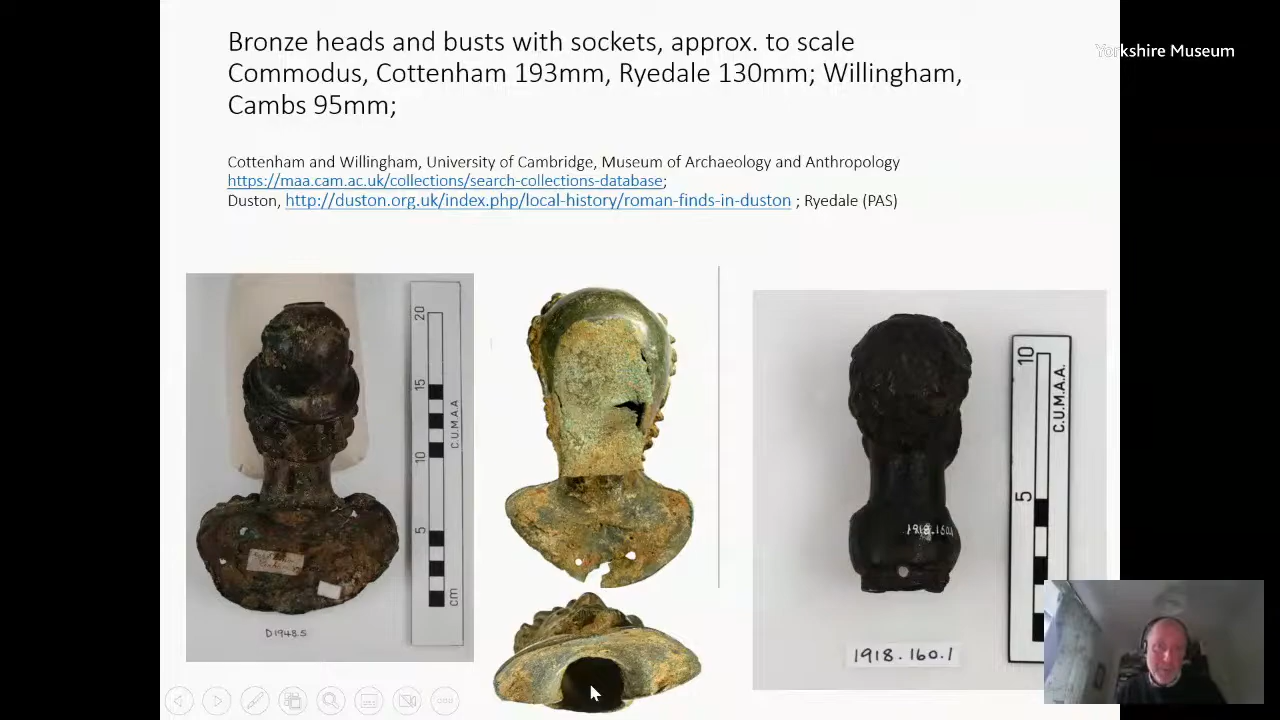 Bronze heads and busts with sockets, approx. to scale
Commodus, Cottenham 193mm, Ryedale 130mm; Willingham,
Cambs 95mm;
Yorkshire Museum
Cottenham and Willingham, University of Cambridge, Museum of Archaeology and Anthropology
https://maa.cam.ac.uk/collections/search-collections-database;
Duston, http://duston.org.uk/index.php/local-history/roman-finds-in-duston ; Ryedale (PAS)
20
15
10
5
cm
C.U.M.A.A
D1948.5
10
5
C.U.M.A.A.
1918.160.1
1918.160.1